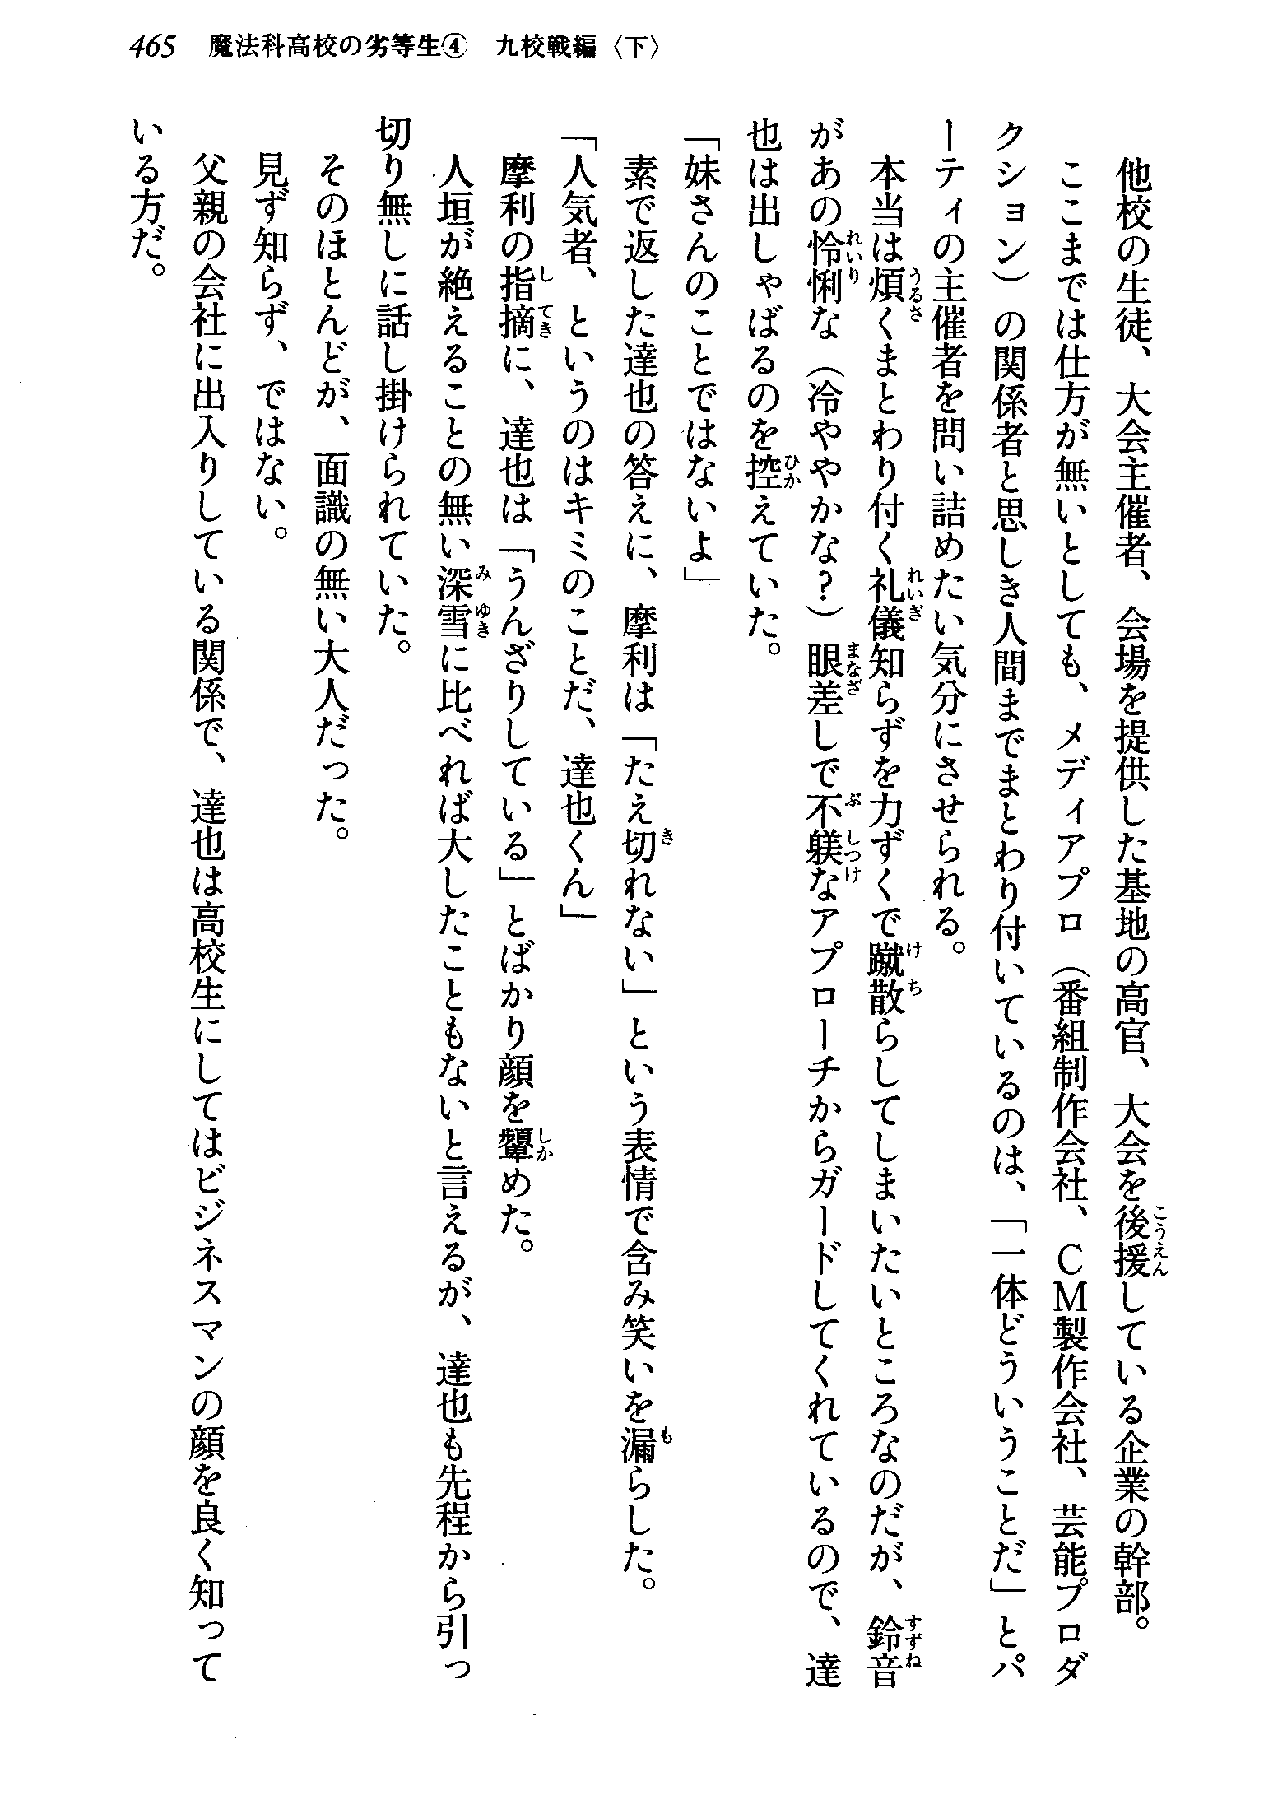 465 魔法科高校の劣等生④ 九校戦編〈下〉
他校の生徒、大会主催者、会場を提供した基地の高官、大会を後援している企業の幹部。
ここまでは仕方が無いとしても、メディアプロ（番組制作会社、ＣＭ製作会社、芸能プロダ
クション）の関係者と思しき人間までまとわり付いているのは、「一体どういうことだ」とパ
ーティの主催者を問い詰めたい気分にさせられる。
本当は煩くまとわり付く礼儀知らずを力ずくで蹴散らしてしまいたいところなのだが、鈴音
があの怜悧な（冷ややかな？）眼差しで不躾なアプローチからガードしてくれているので、達
也は出しゃばるのを控えていた。
「妹さんのことではないよ」
素で返した達也の答えに、摩利は「たえ切れない」という表情で含み笑いを漏らした。
「人気者、というのはキミのことだ、達也くん」
摩利の指摘に、達也は「うんざりしている」とばかり顔を顰めた。
人垣が絶えることの無い深雪に比べれば大したこともないと言えるが、達也も先程から引っ
切り無しに話し掛けられていた。
そのほとんどが、面識の無い大人だった。
見ず知らず、ではない。
父親の会社に出入りしている関係で、達也は高校生にしてはビジネスマンの顔を良く知って
いる方だ。